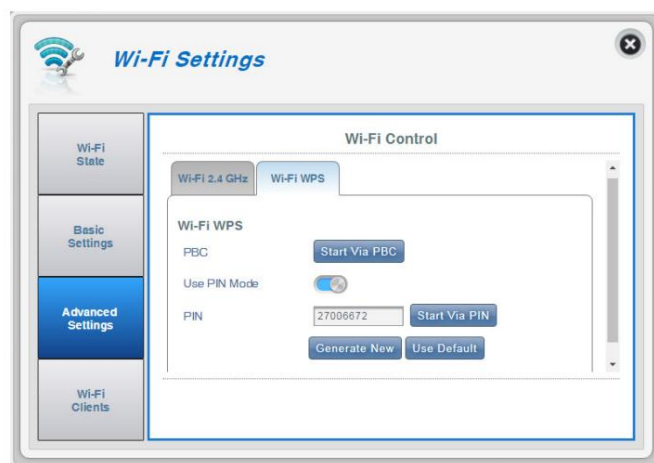 Wi-Fi Settings
Wi-Fi
State
Basic
Settings
Advanced
Settings
Wi-Fi
Clients
Wi-Fi Control
Wi-Fi 2.4 GHz
Wi-Fi WPS
Wi-Fi WPS
PBC
Start Via PBC
Use PIN Mode
PIN
27006672
Start Via PIN
Generate New
Use Default